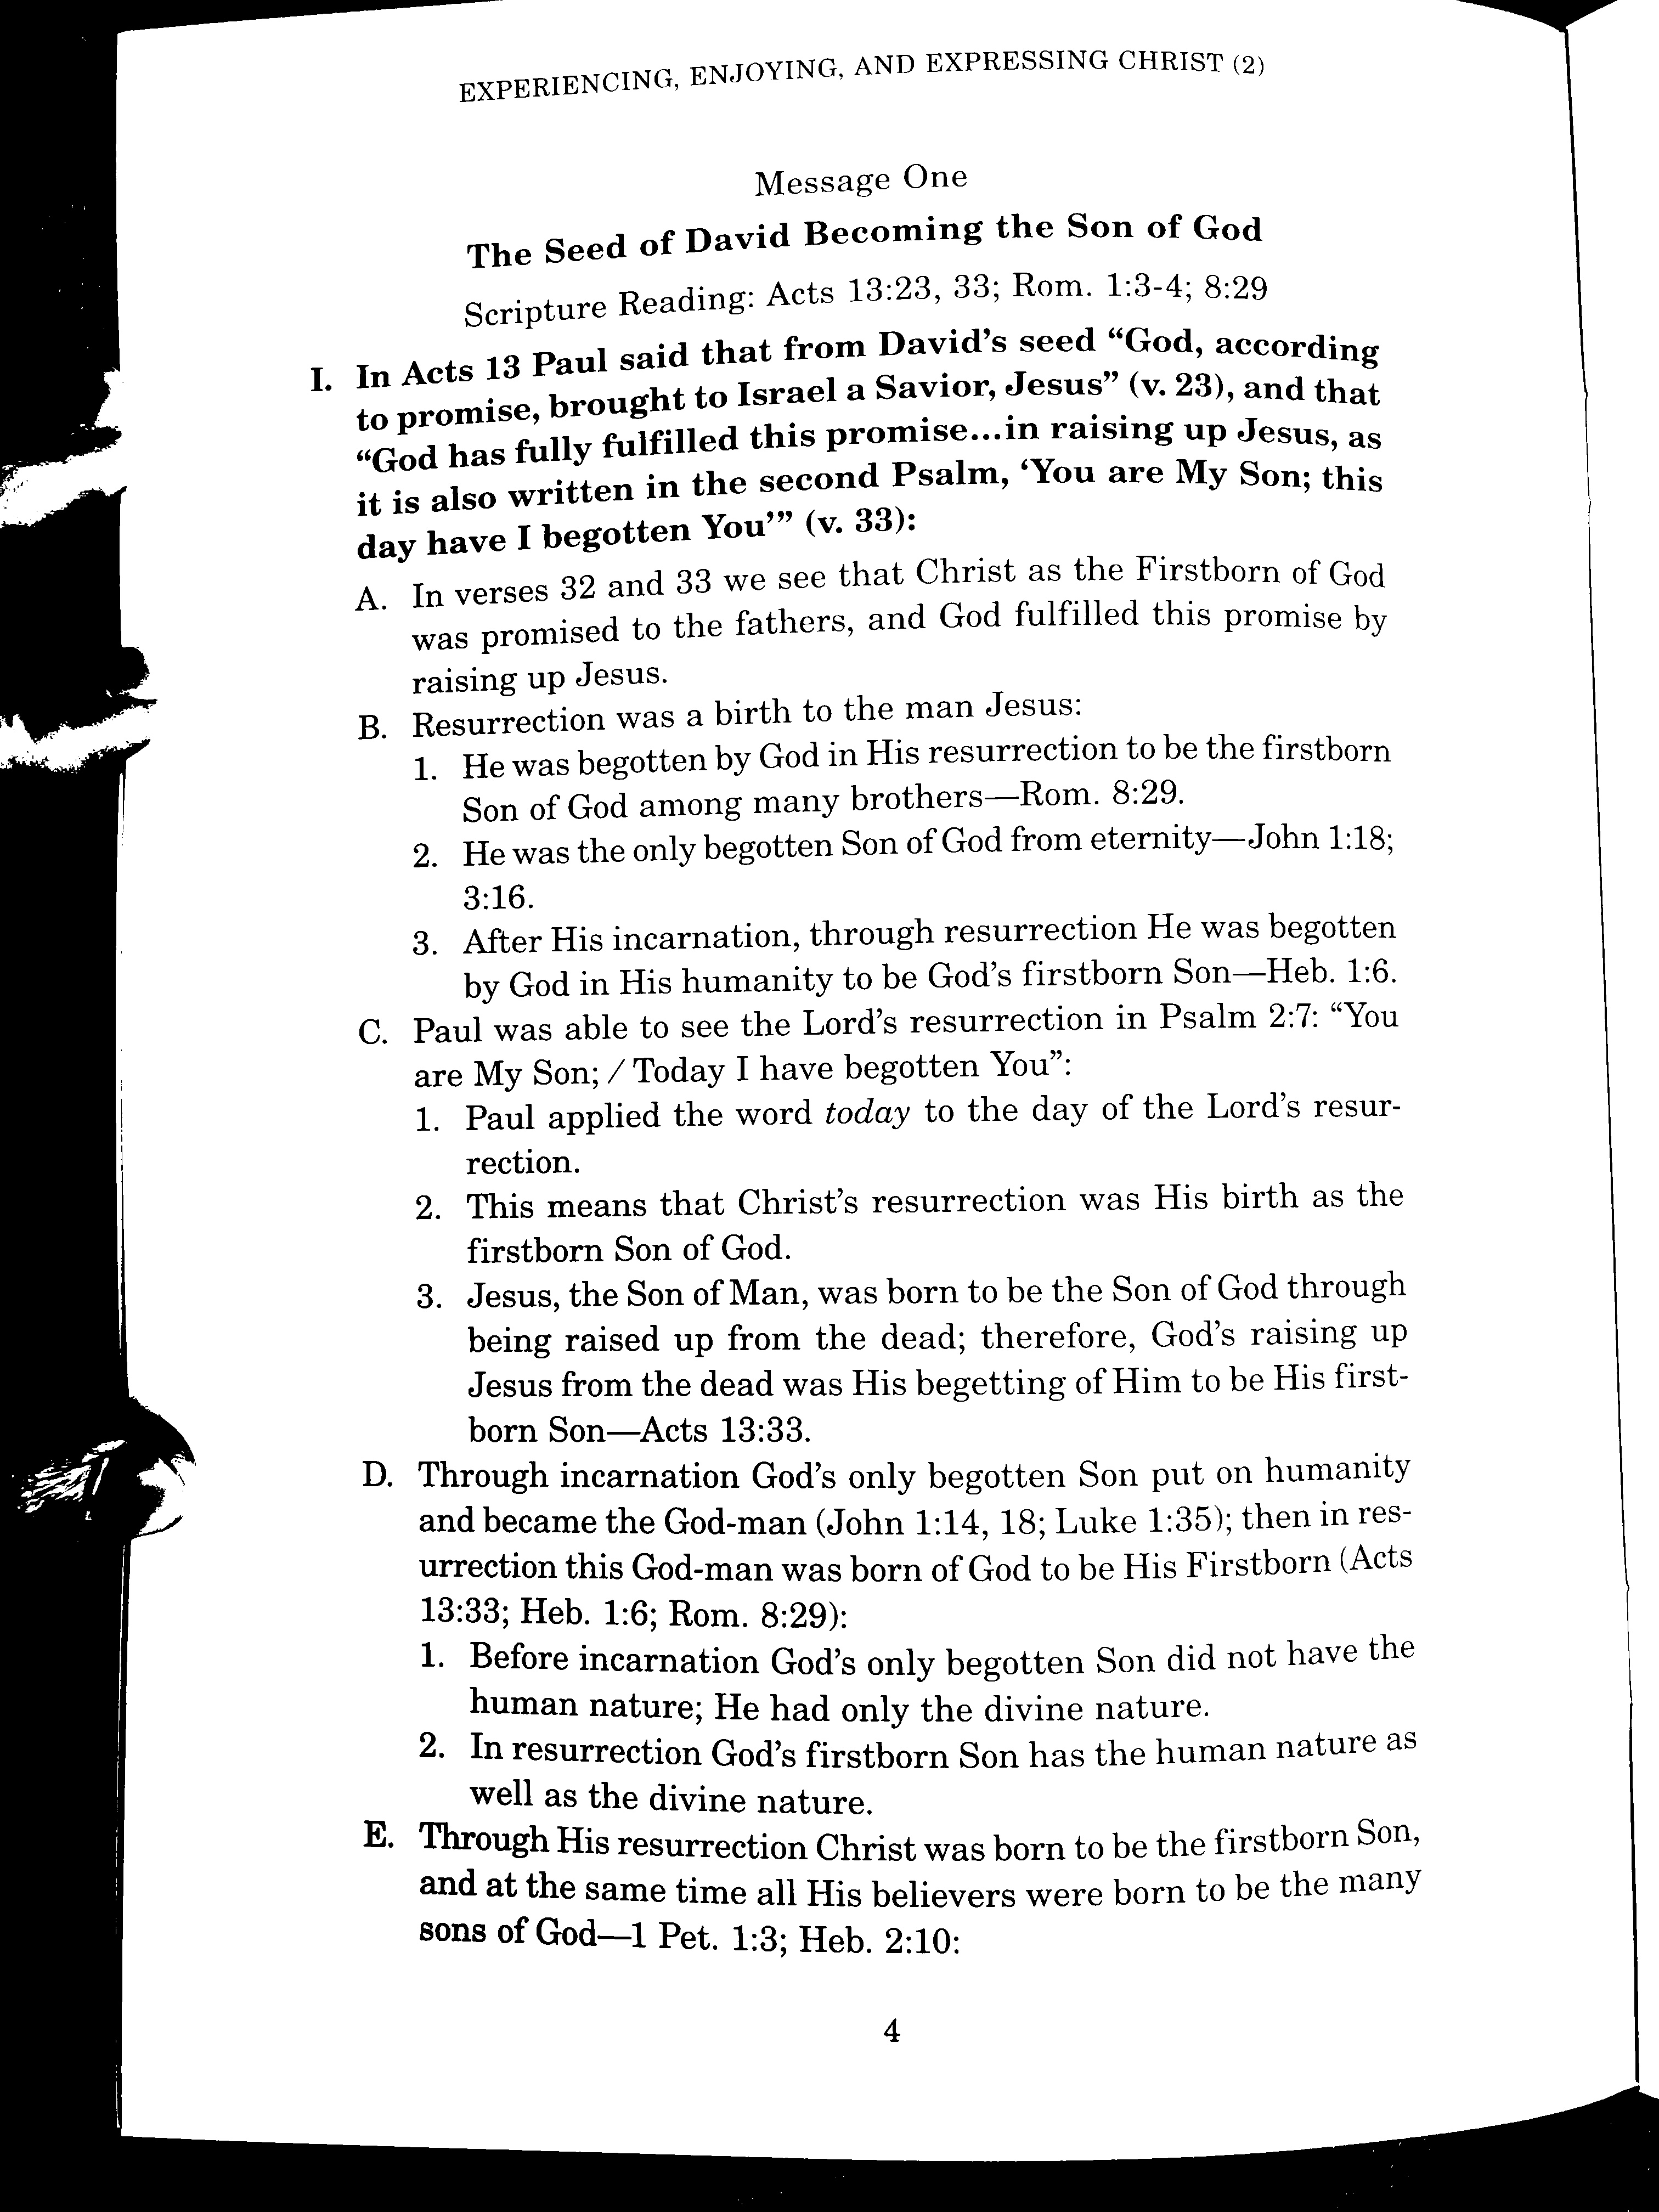 EXPERIENCING, ENJOYING, AND EXPRESSING CHRIST (2)
Message One
The Seed of David Becoming the Son of God
Scripture Reading: Acts 13:23, 33; Rom. 1:3-4; 8:29
I. In Acts 13 Paul said that from David’s seed “God, according
to promise, brought to Israel a Savior, Jesus” (v. 23), and that
“God has fully fulfilled this promise...in raising up Jesus, as
it is also written in the second Psalm, ‘You are My Son; this
day have I begotten You’” (v. 33):
A. In verses 32 and 33 we see that Christ as the Firstborn of God
was promised to the fathers, and God fulfilled this promise by
raising up Jesus.
B. Resurrection was a birth to the man Jesus:
1. He was begotten by God in His resurrection to be the firstborn
Son of God among many brothers—Rom. 8:29.
2. He was the only begotten Son of God from eternity—John 1:18;
3:16.
3. After His incarnation, through resurrection He was begotten
by God in His humanity to be God’s firstborn Son—Heb. 1:6.
C. Paul was able to see the Lord’s resurrection in Psalm 2:7: “You
are My Son; / Today I have begotten You”:
1. Paul applied the word today to the day of the Lord’s resur-
rection.
2. This means that Christ’s resurrection was His birth as the
firstborn Son of God.
3. Jesus, the Son of Man, was born to be the Son of God through
being raised up from the dead; therefore, God’s raising up
Jesus from the dead was His begetting of Him to be His first-
born Son—Acts 13:33.
D. Through incarnation God’s only begotten Son put on humanity
and became the God-man (John 1:14, 18; Luke 1:35); then in res-
urrection this God-man was born of God to be His Firstborn (Acts
13:33; Heb. 1:6; Rom. 8:29):
1. Before incarnation God’s only begotten Son did not have the
human nature; He had only the divine nature.
2. In resurrection God’s firstborn Son has the human nature as
well as the divine nature.
E. Through His resurrection Christ was born to be the firstborn Son,
and at the same time all His believers were born to be the many
sons of God—1 Pet. 1:3; Heb. 2:10:
4